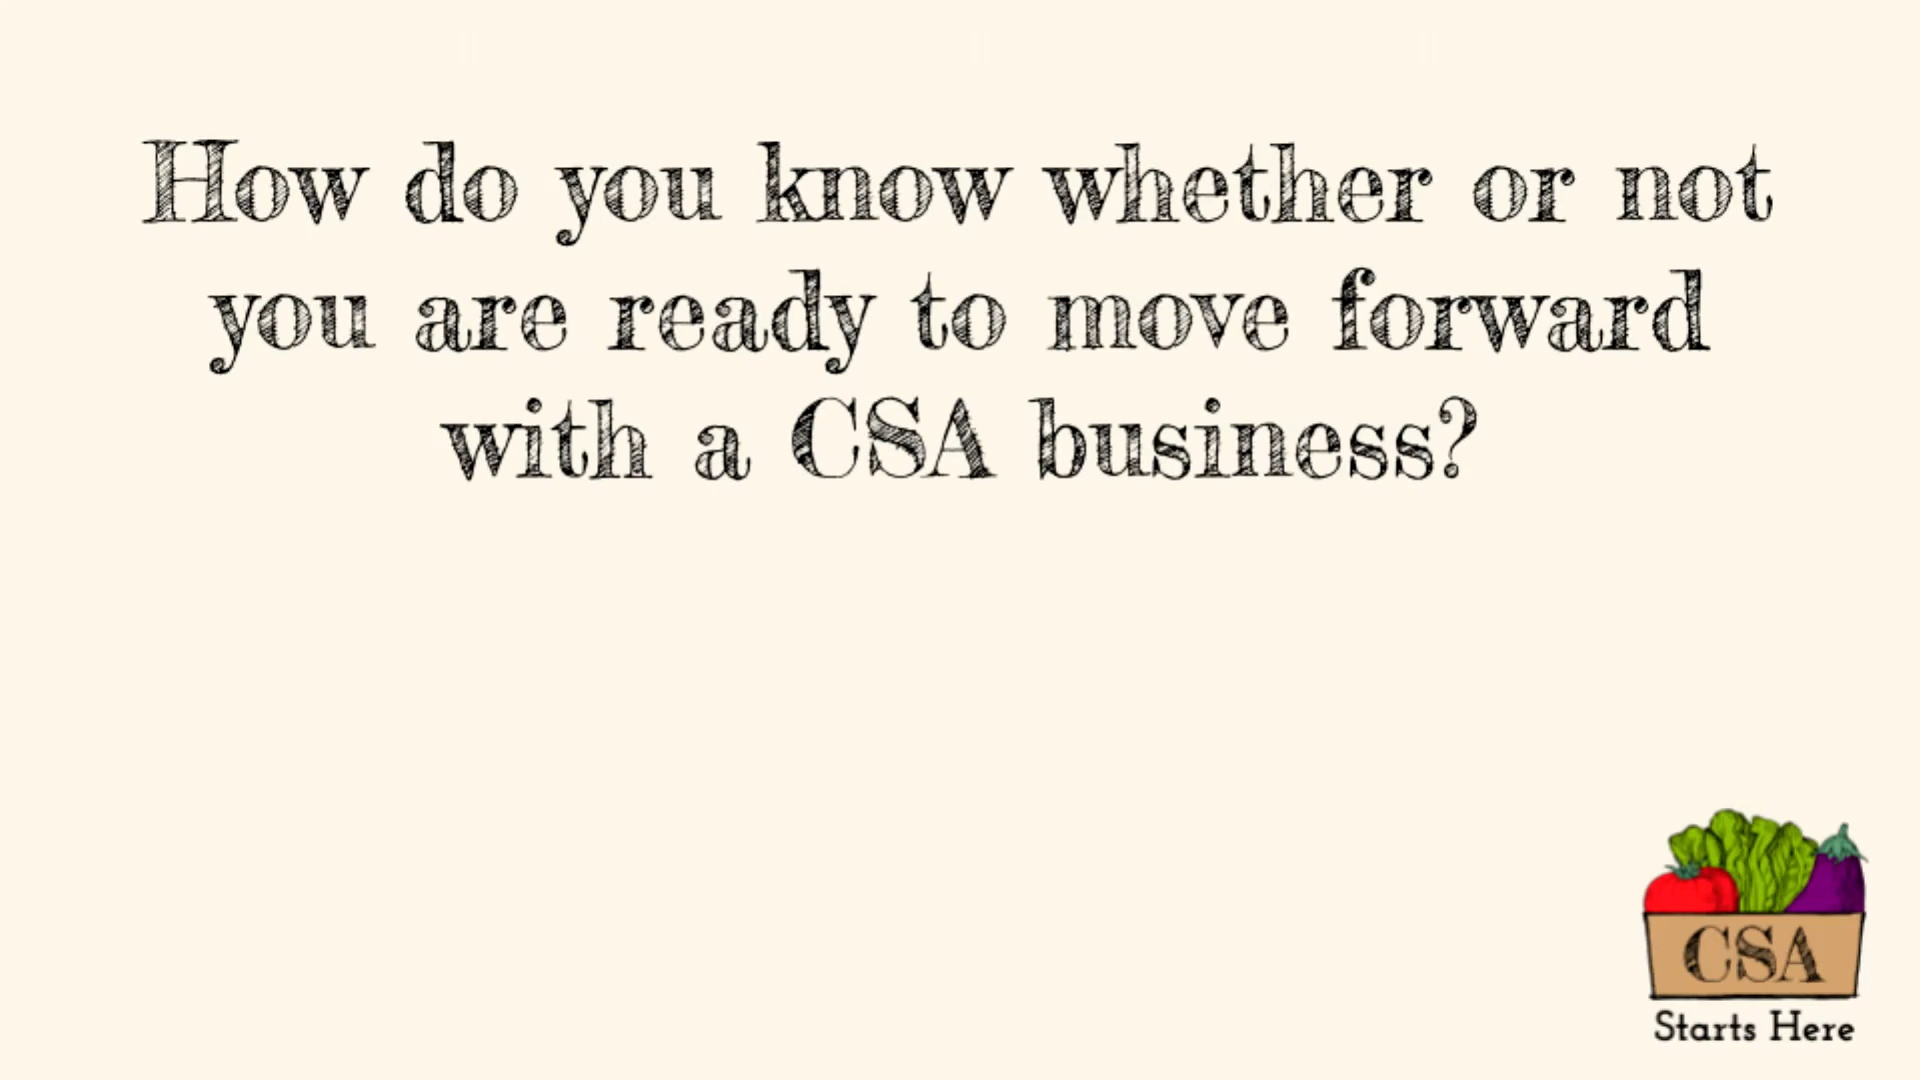 How do you know whether or not
you are ready to move forward
with a CSA business?
CSA
Starts Here